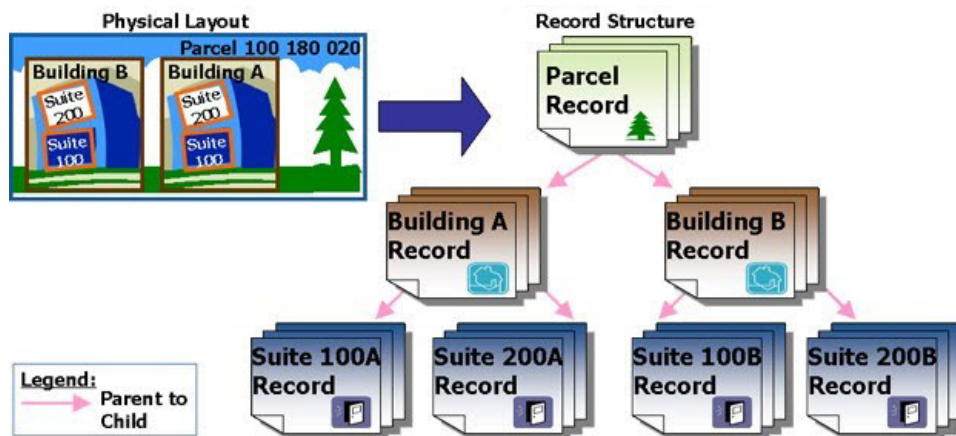 Physical Layout
Parcel 100 180 020
Building B
Building A
Suite
200
Suite
100
Suite
200
Suite
100
Record Structure
Parcel
Record
Building A
Record
Building B
Record
Suite 100A
Record
Suite 200A
Record
Suite 100B
Record
Suite 200B
Record
Legend:
Parent to
Child